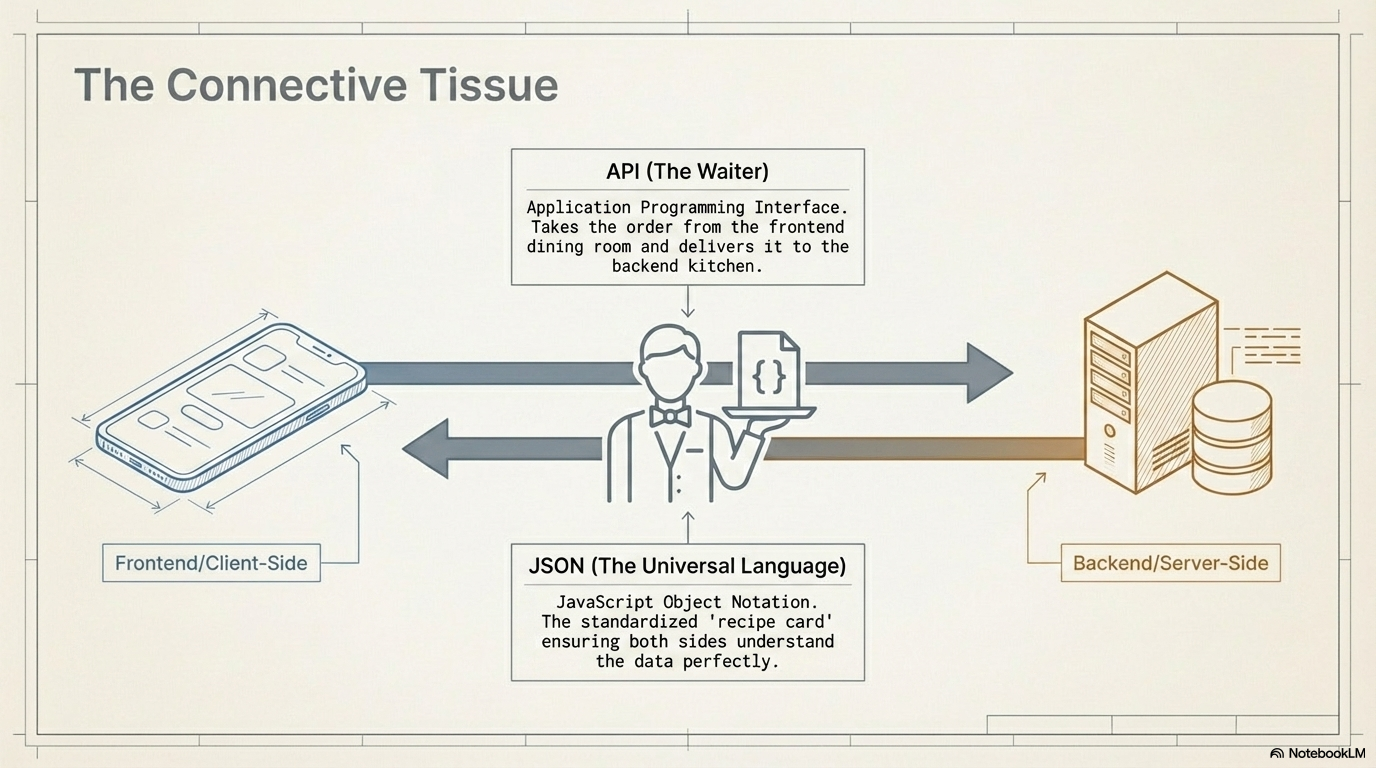 The Connective Tissue
API (The Waiter)
Application Programming Interface.
Takes the order from the frontend
dining room and delivers it to the
backend kitchen.
{}
Frontend/Client-Side
Backend/Server-Side
JSON (The Universal Language)
JavaScript Object Notation.
The standardized 'recipe card'
ensuring both sides understand
the data perfectly.
NotebookLM